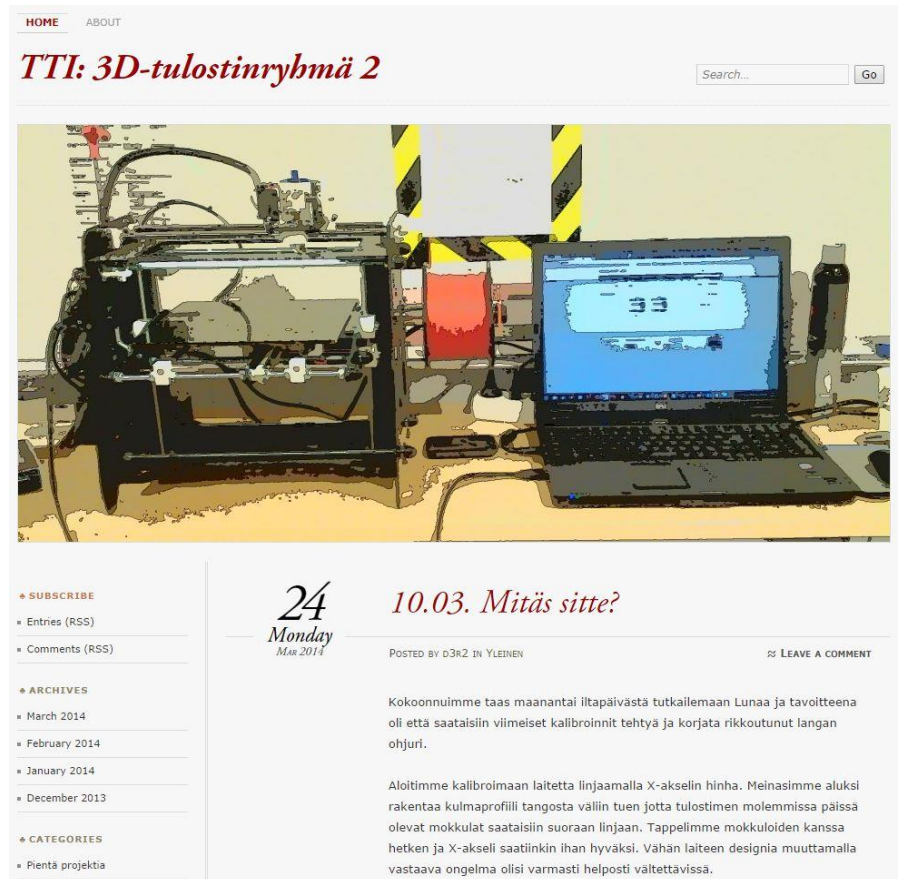 HOME ABOUT
TTI: 3D-tulostinryhmä 2
Search... Go
♠ SUBSCRIBE
Entries (RSS)
Comments (RSS)
♠ ARCHIVES
March 2014
February 2014
January 2014
December 2013
♠ CATEGORIES
Pientä projektia
24
Monday
Mar 2014
10.03. Mitäs sitte?
Posted by d3r2 in Yleinen
≈ Leave a comment
Kokoonnuimme taas maanantai iltapäivästä tutkailemaan Lunaa ja tavoitteena
oli että saataisiin viimeiset kalibroinnit tehtyä ja korjata rikkoutunut langan
ohjuri.
Aloitimme kalibroimaan laitetta linjaamalla X-akselin hinha. Meinasimme aluksi
rakentaa kulmaprofiili tangosta väliin tuen jotta tulostimen molemmissa päissä
olevat mokkulat saataisiin suoraan linjaan. Tappelimme mokkuloiden kanssa
hetken ja X-akseli saatiinkin ihan hyväksi. Vähän laiteen designia muuttamalla
vastaava ongelma olisi varmasti helposti vältettävissä.